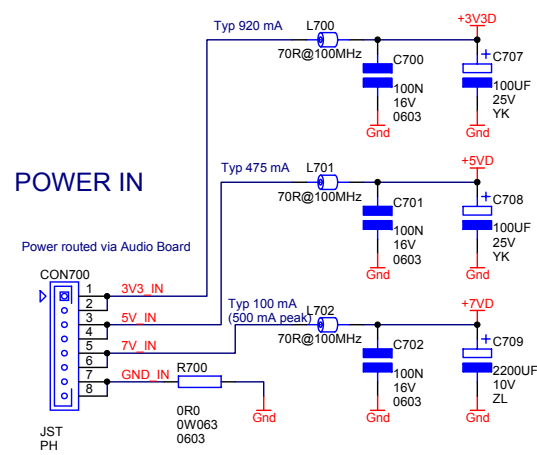 Typ 920 mA
L700
70R@100MHz
+3V3D
C700
100N
16V
0603
Gnd
+
C707
100UF
25V
YK
Gnd
POWER IN
Typ 475 mA
L701
70R@100MHz
+5VD
C701
100N
16V
0603
Gnd
+
C708
100UF
25V
YK
Gnd
Power routed via Audio Board
CON700
1
2
3
4
5
6
7
8
3V3_IN
5V_IN
7V_IN
GND_IN
JST
PH
Typ 100 mA
(500 mA peak)
L702
70R@100MHz
+7VD
C702
100N
16V
0603
Gnd
+
C709
2200UF
10V
ZL
Gnd
R700
0R0
0W063
0603
Gnd